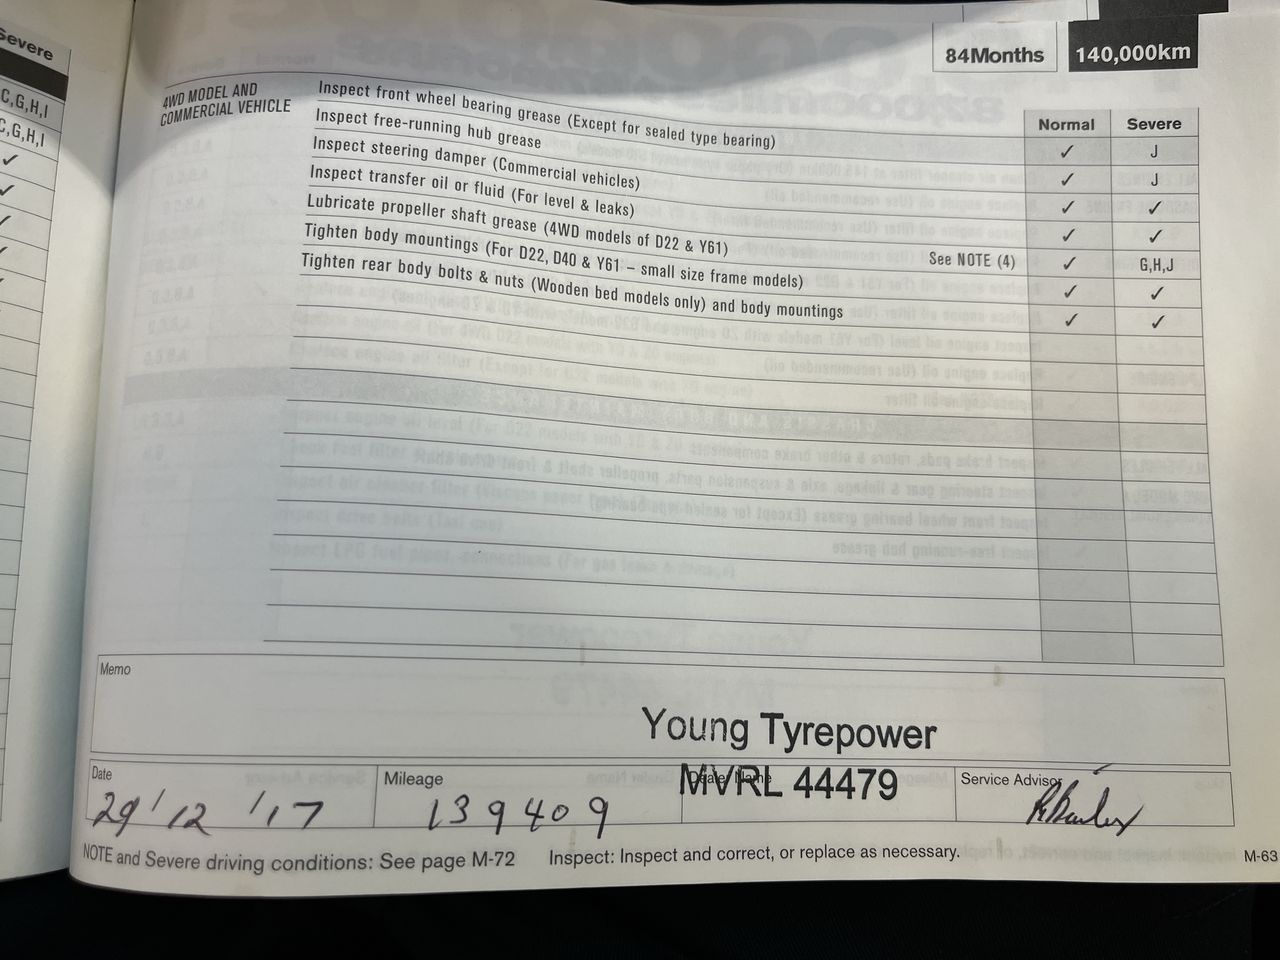 Severe
C,G,H,I
C,G,H,I
✓
✓
84Months 140,000km
Normal Severe
4WD MODEL AND COMMERCIAL VEHICLE
Inspect front wheel bearing grease (Except for sealed type bearing) ✓ J
Inspect free-running hub grease ✓ J
Inspect steering damper (Commercial vehicles) ✓ ✓
Inspect transfer oil or fluid (For level & leaks) ✓ ✓
Lubricate propeller shaft grease (4WD models of D22 & Y61) See NOTE (4) ✓ G,H,J
Tighten body mountings (For D22, D40 & Y61 – small size frame models) ✓ ✓
Tighten rear body bolts & nuts (Wooden bed models only) and body mountings ✓ ✓
Memo
Young Tyrepower
MVRL 44479
Date 29/12/17
Mileage 139409
Dealer Name
Service Advisor
NOTE and Severe driving conditions: See page M-72 Inspect: Inspect and correct, or replace as necessary.
M-63